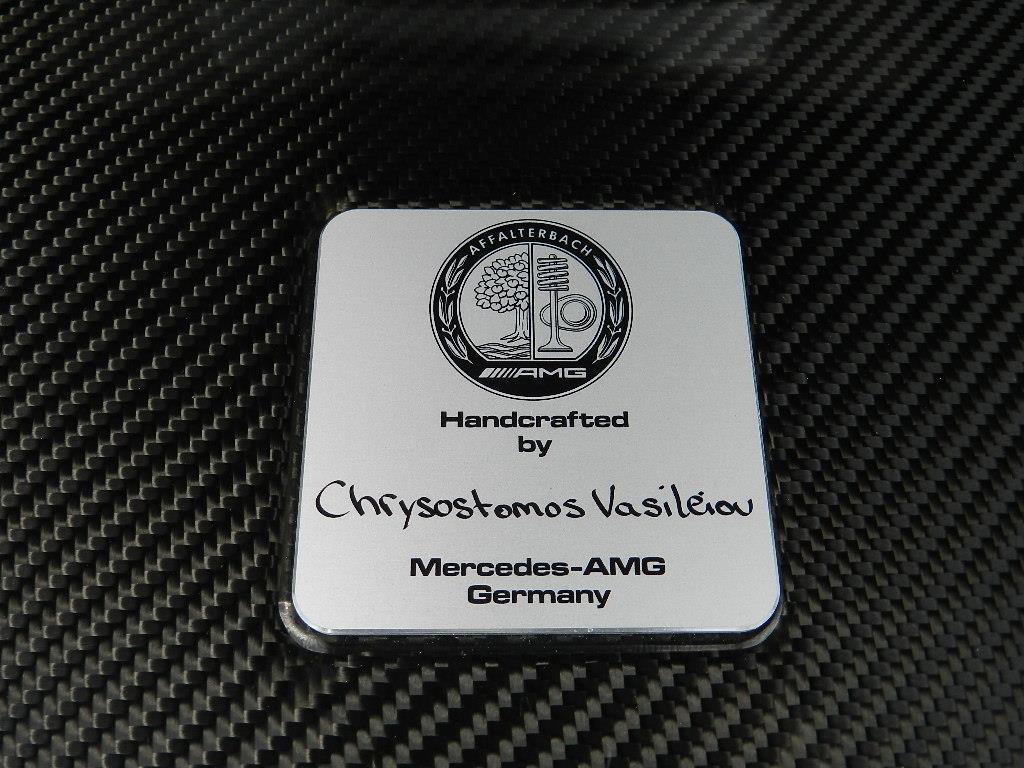 AFFALTERBACH
AMG
Handcrafted
by
Chrysostomos Vasileiou
Mercedes-AMG
Germany